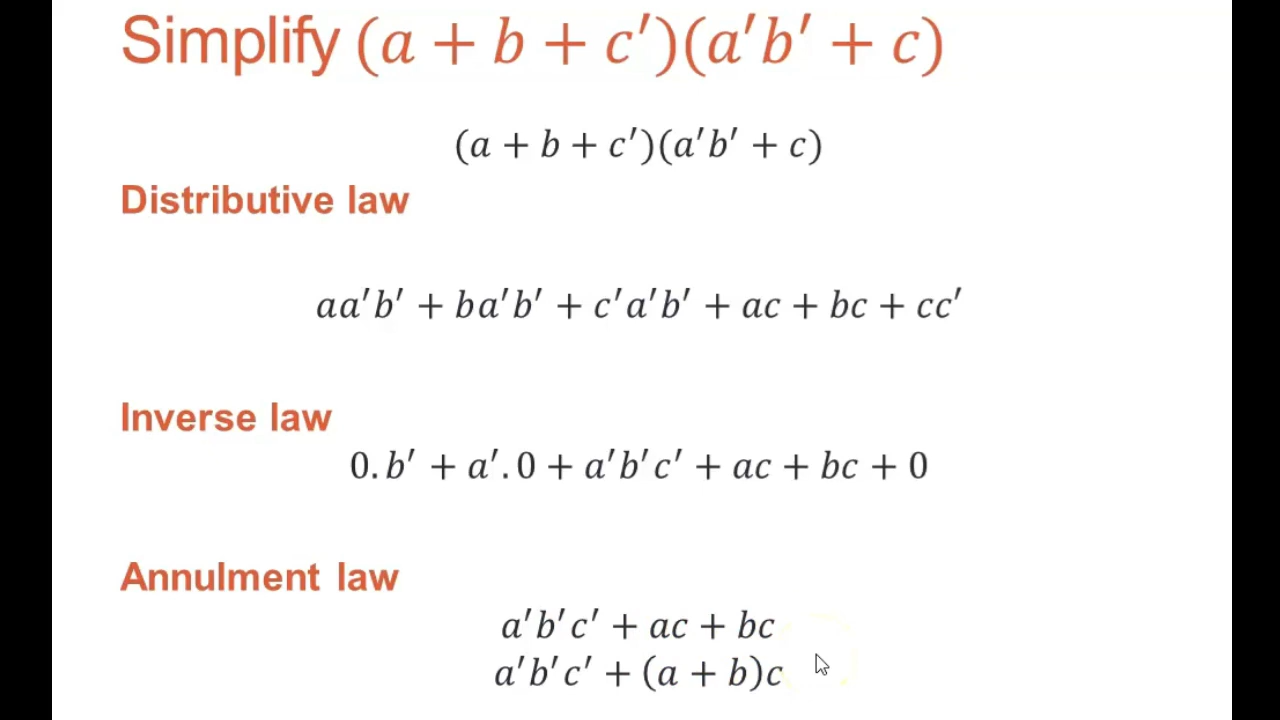 Simplify (a + b + c′)(a′b′ + c)
(a + b + c′)(a′b′ + c)
Distributive law
aa′b′ + ba′b′ + c′a′b′ + ac + bc + cc′
Inverse law
0. b′ + a′. 0 + a′b′c′ + ac + bc + 0
Annulment law
a′b′c′ + ac + bc
a′b′c′ + (a + b)c